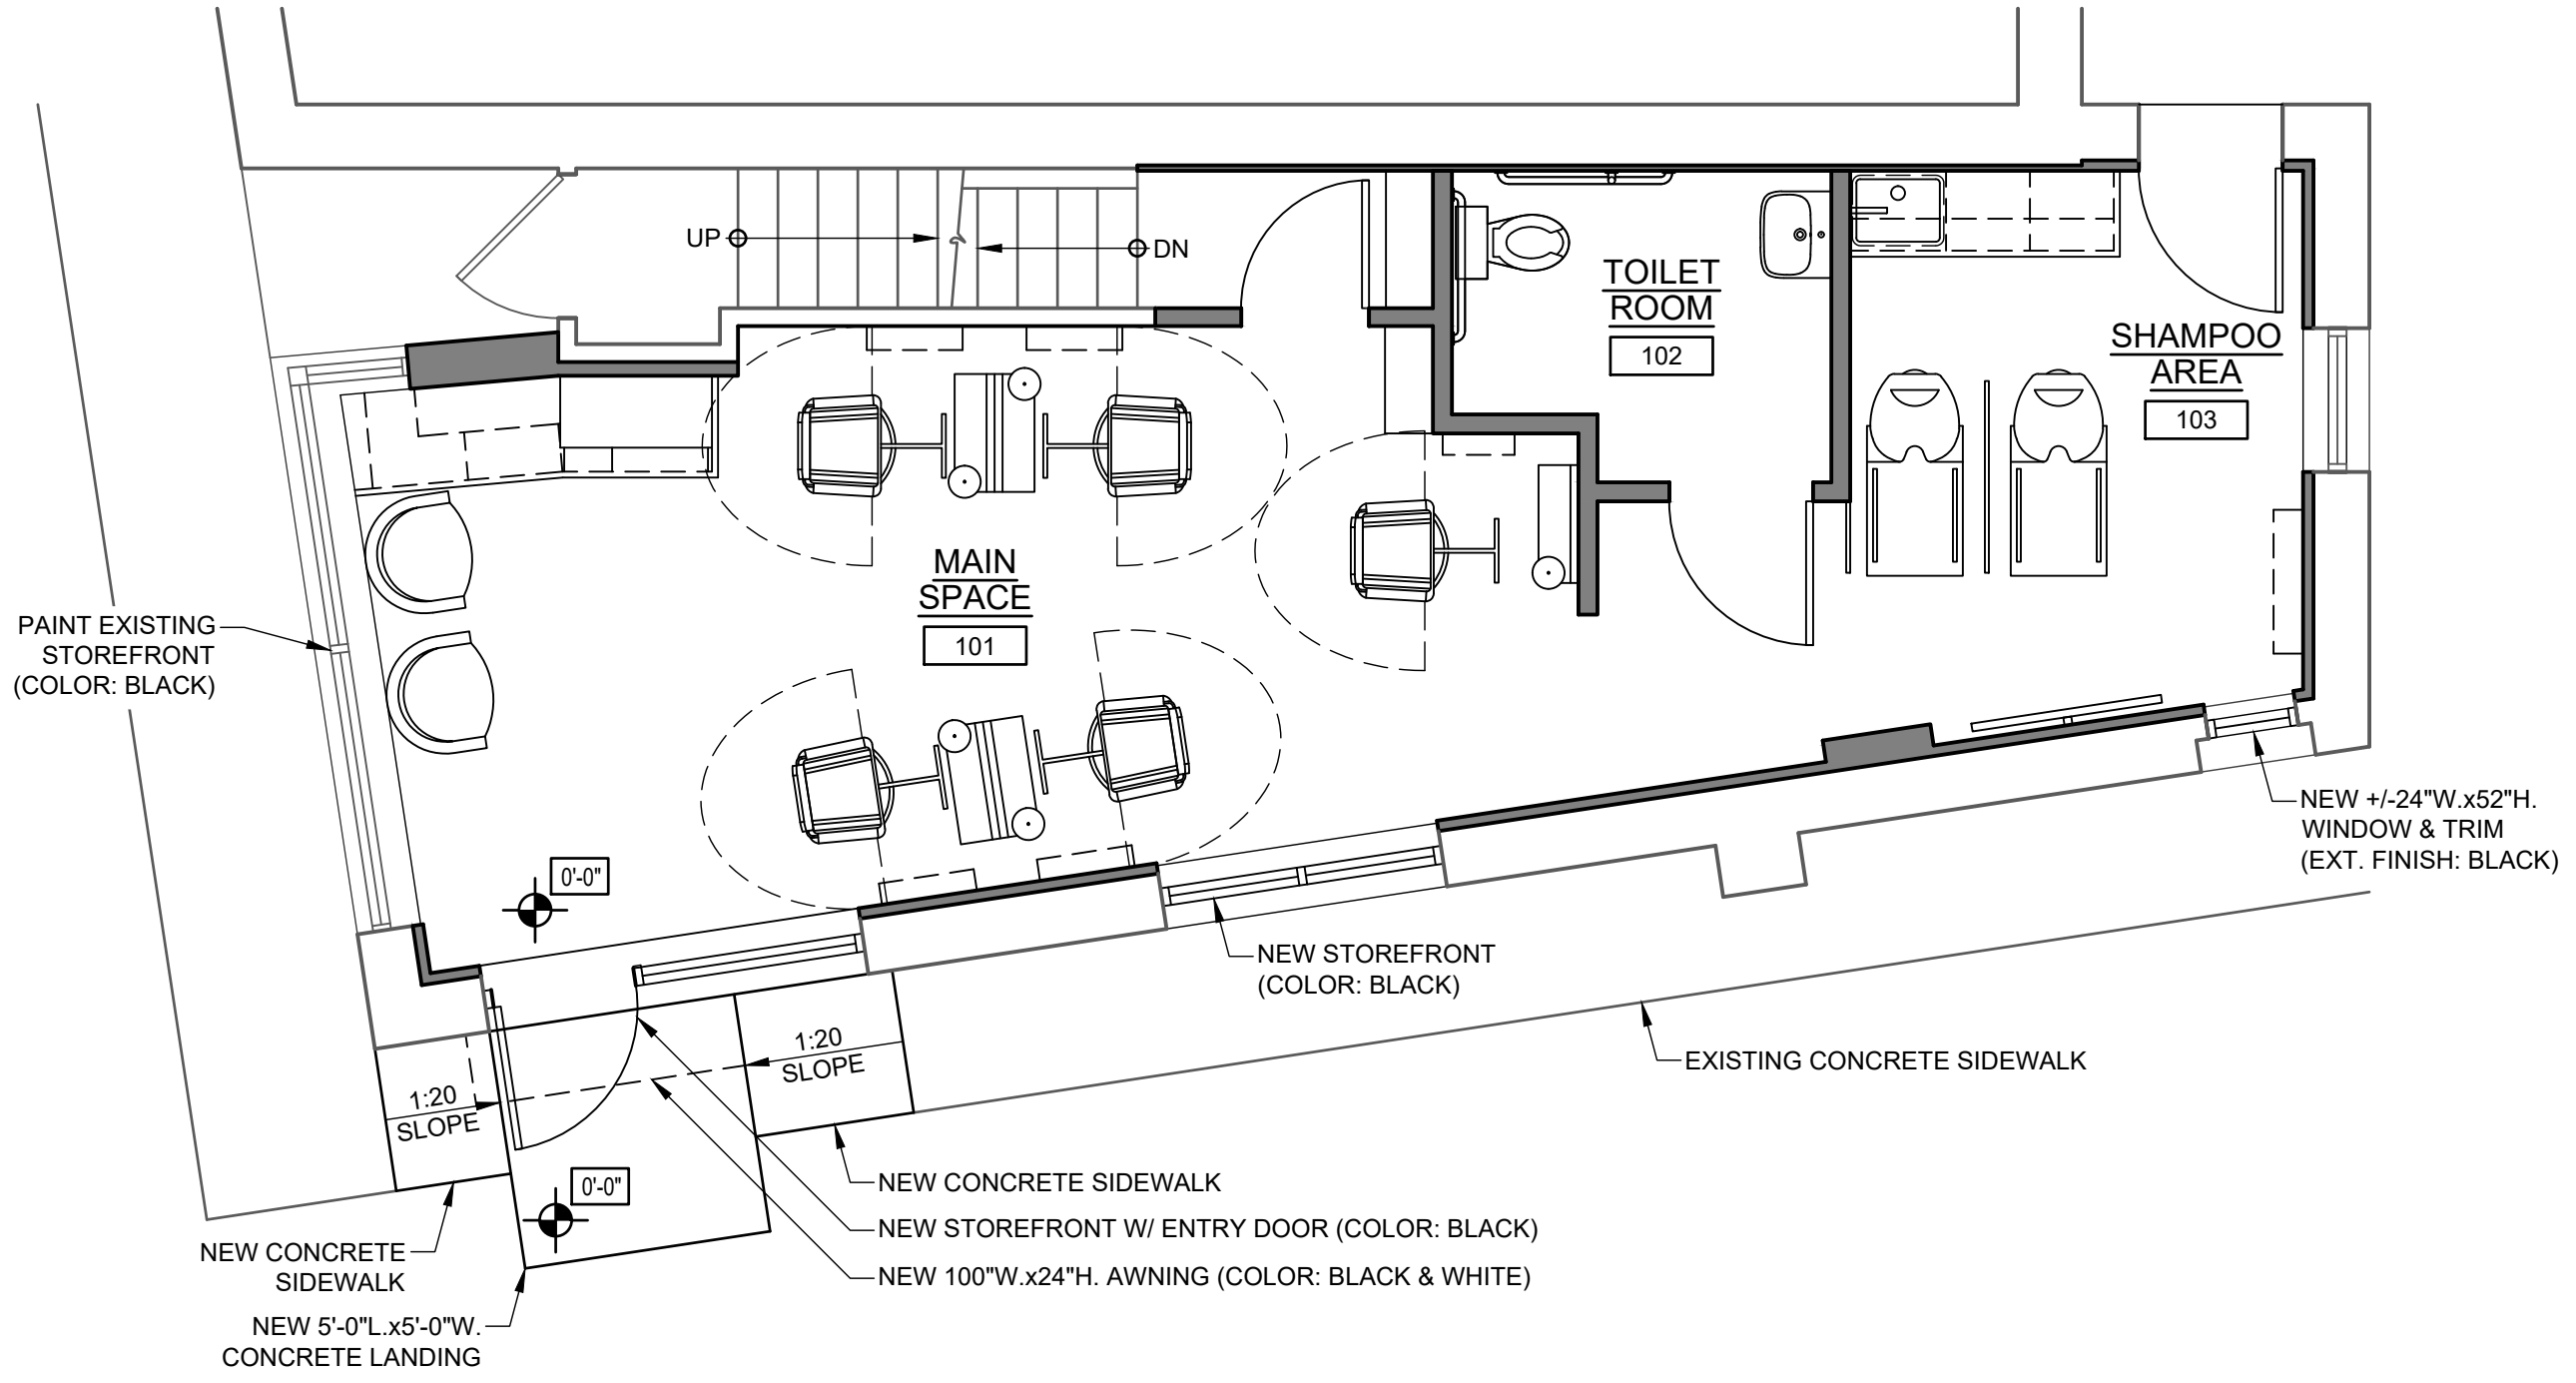 UP
DN
TOILET
ROOM
102
SHAMPOO
AREA
103
MAIN
SPACE
101
PAINT EXISTING
STOREFRONT
(COLOR: BLACK)
NEW +/-24"W.x52"H.
WINDOW & TRIM
(EXT. FINISH: BLACK)
0'-0"
NEW STOREFRONT
(COLOR: BLACK)
1:20
SLOPE
EXISTING CONCRETE SIDEWALK
1:20
SLOPE
0'-0"
NEW CONCRETE SIDEWALK
NEW STOREFRONT W/ ENTRY DOOR (COLOR: BLACK)
NEW 100"W.x24"H. AWNING (COLOR: BLACK & WHITE)
NEW CONCRETE
SIDEWALK
NEW 5'-0"L.x5'-0"W.
CONCRETE LANDING